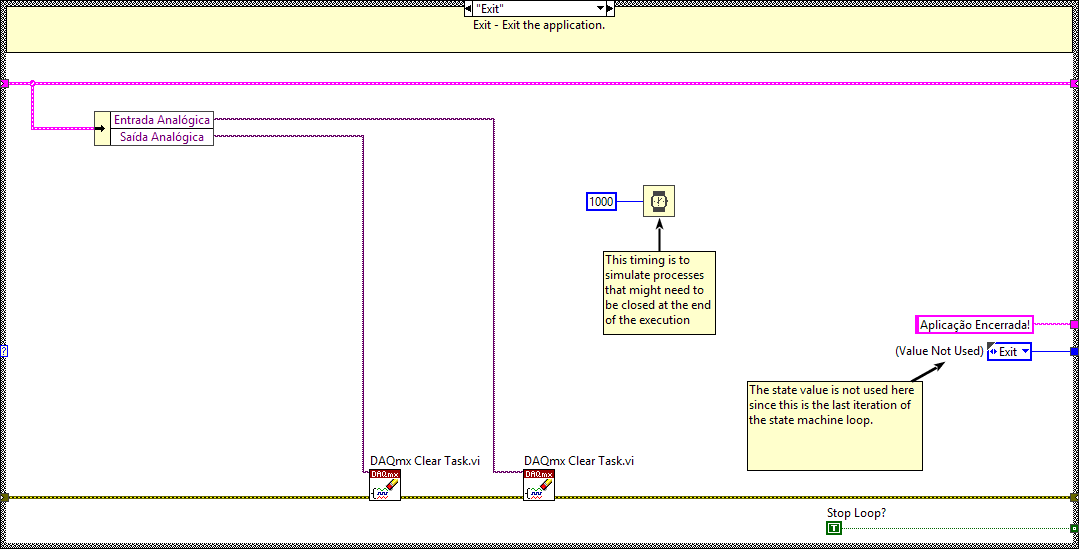 "Exit"
Exit - Exit the application.
Entrada Analógica
Saída Analógica
1000
This timing is to
simulate processes
that might need to
be closed at the end
of the execution
Aplicação Encerrada!
?
(Value Not Used) Exit
The state value is not used here
since this is the last iteration of
the state machine loop.
DAQmx Clear Task.vi
DAQmx Clear Task.vi
DAQmx
DAQmx
Stop Loop?
T